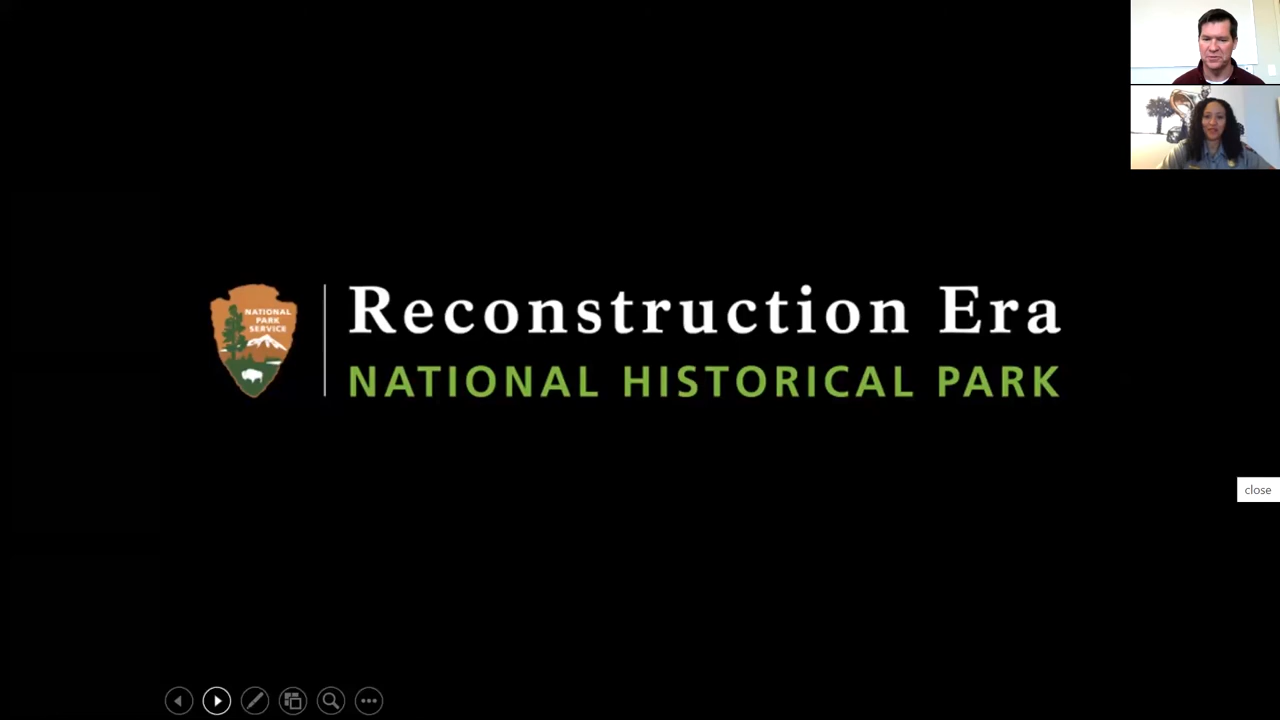 NATIONAL
PARK
SERVICE
Reconstruction Era
NATIONAL HISTORICAL PARK
close